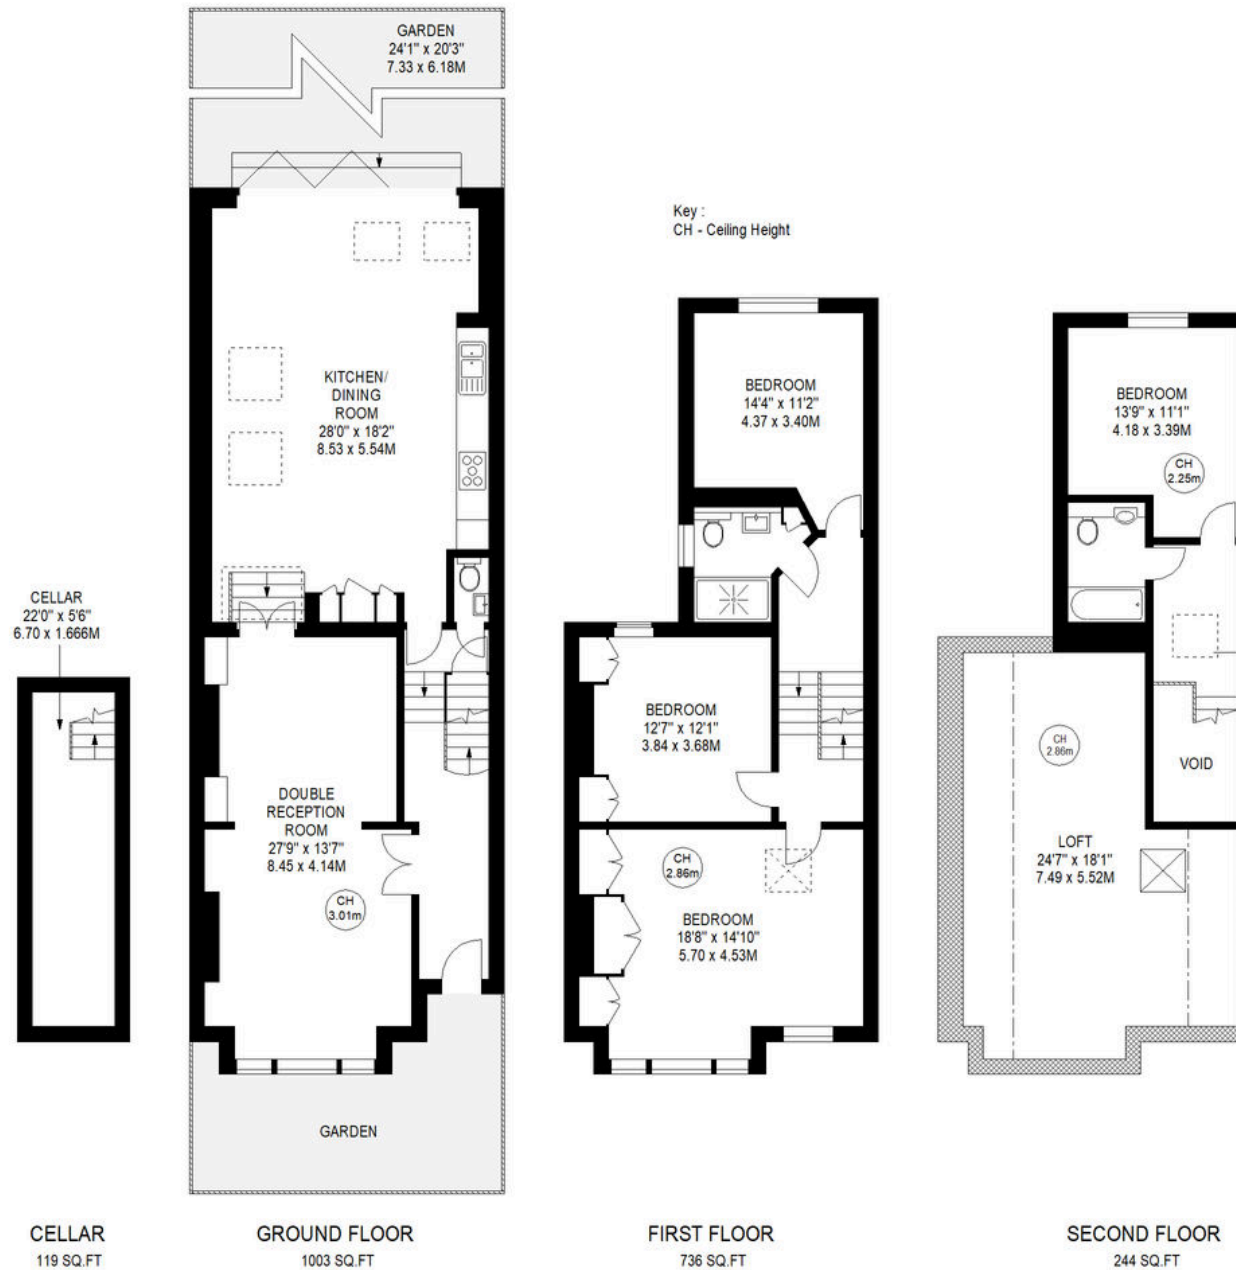 GARDEN
24'1" x 20'3"
7.33 x 6.18M
Key :
CH - Ceiling Height
KITCHEN/
DINING
ROOM
28'0" x 18'2"
8.53 x 5.54M
BEDROOM
14'4" x 11'2"
4.37 x 3.40M
BEDROOM
13'9" x 11'1"
4.18 x 3.39M
CH
2.25m
CELLAR
22'0" x 5'6"
6.70 x 1.666M
BEDROOM
12'7" x 12'1"
3.84 x 3.68M
CH
2.86m
VOID
DOUBLE
RECEPTION
ROOM
27'9" x 13'7"
8.45 x 4.14M
CH
3.01m
CH
2.86m
BEDROOM
18'8" x 14'10"
5.70 x 4.53M
LOFT
24'7" x 18'1"
7.49 x 5.52M
GARDEN
CELLAR
119 SQ.FT
GROUND FLOOR
1003 SQ.FT
FIRST FLOOR
736 SQ.FT
SECOND FLOOR
244 SQ.FT